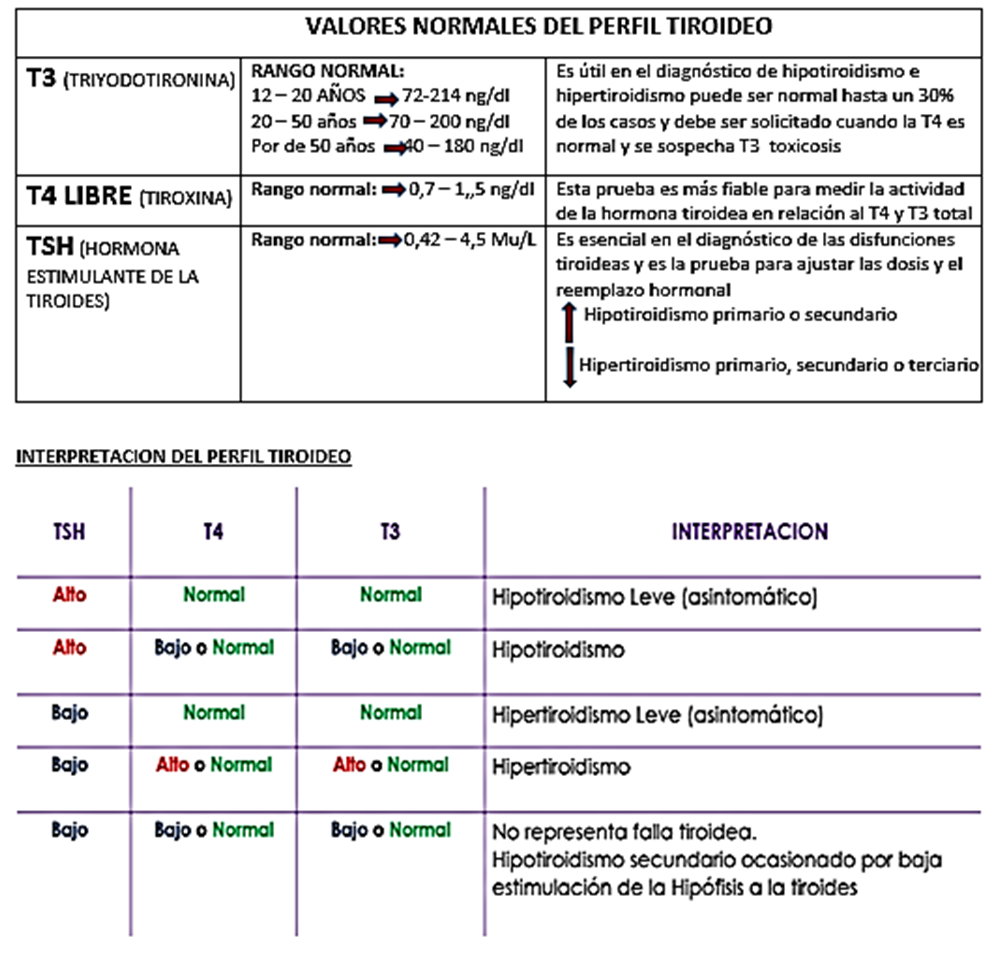 VALORES NORMALES DEL PERFIL TIROIDEO
T3 (TRIYODOTIRONINA)
RANGO NORMAL:
12 – 20 AÑOS 72-214 ng/dl
20 – 50 años 70 – 200 ng/dl
Por de 50 años 40 – 180 ng/dl
Es útil en el diagnóstico de hipotiroidismo e
hipertiroidismo puede ser normal hasta un 30%
de los casos y debe ser solicitado cuando la T4 es
normal y se sospecha T3 toxicosis
T4 LIBRE (TIROXINA)
Rango normal: 0,7 – 1,,5 ng/dl
Esta prueba es más fiable para medir la actividad
de la hormona tiroidea en relación al T4 y T3 total
TSH (HORMONA
ESTIMULANTE DE LA
TIROIDES)
Rango normal: 0,42 – 4,5 Mu/L
Es esencial en el diagnóstico de las disfunciones
tiroideas y es la prueba para ajustar las dosis y el
reemplazo hormonal
Hipotiroidismo primario o secundario
Hipertiroidismo primario, secundario o terciario
INTERPRETACION DEL PERFIL TIROIDEO
TSH T4 T3 INTERPRETACION
Alto Normal Normal Hipotiroidismo Leve (asintomático)
Alto Bajo o Normal Bajo o Normal Hipotiroidismo
Bajo Normal Normal Hipertiroidismo Leve (asintomático)
Bajo Alto o Normal Alto o Normal Hipertiroidismo
Bajo Bajo o Normal Bajo o Normal No representa falla tiroidea.
Hipotiroidismo secundario ocasionado por baja
estimulación de la Hipófisis a la tiroides